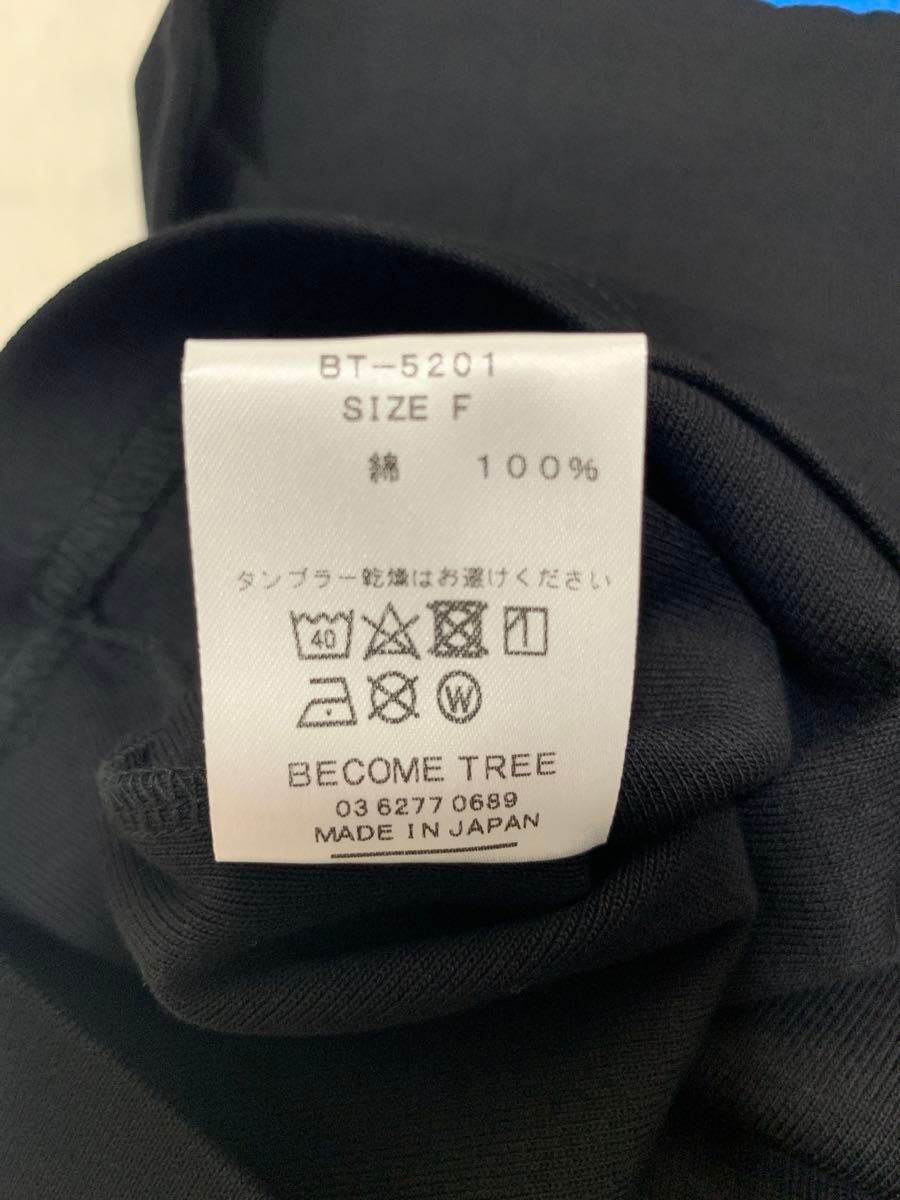 BT-5201
SIZE F
綿 100%
タンブラー乾燥はお避けください
40
W
BECOME TREE
03 6277 0689
MADE IN JAPAN